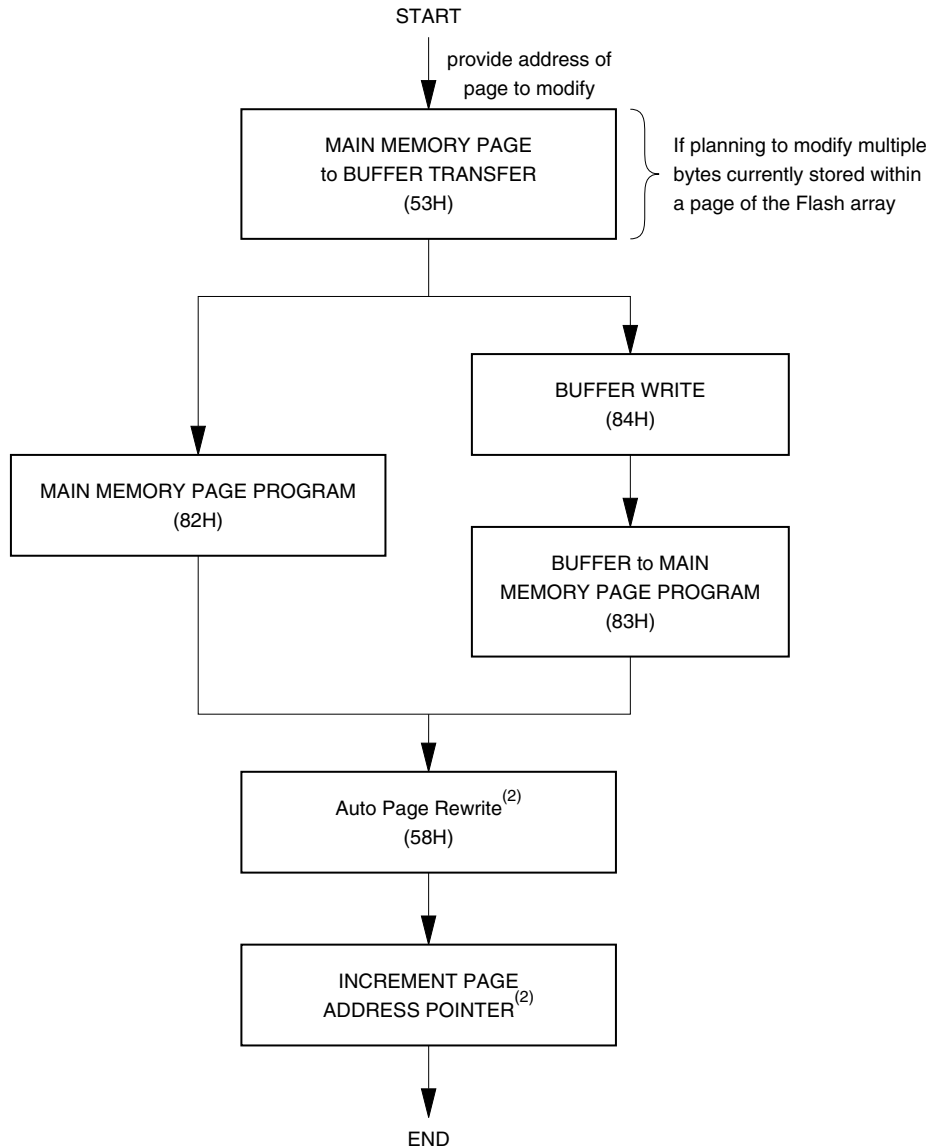 START
provide address of
page to modify
MAIN MEMORY PAGE
to BUFFER TRANSFER
(53H)
If planning to modify multiple
bytes currently stored within
a page of the Flash array
BUFFER WRITE
(84H)
MAIN MEMORY PAGE PROGRAM
(82H)
BUFFER to MAIN
MEMORY PAGE PROGRAM
(83H)
Auto Page Rewrite(2)
(58H)
INCREMENT PAGE
ADDRESS POINTER(2)
END